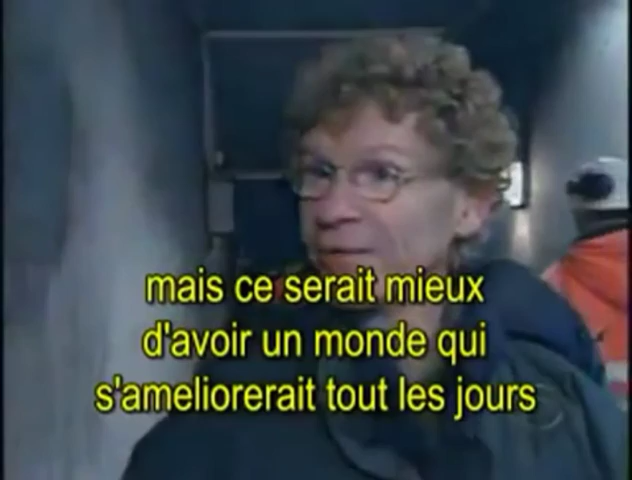 mais ce serait mieux
d'avoir un monde qui
s'ameliorerait tout les jours